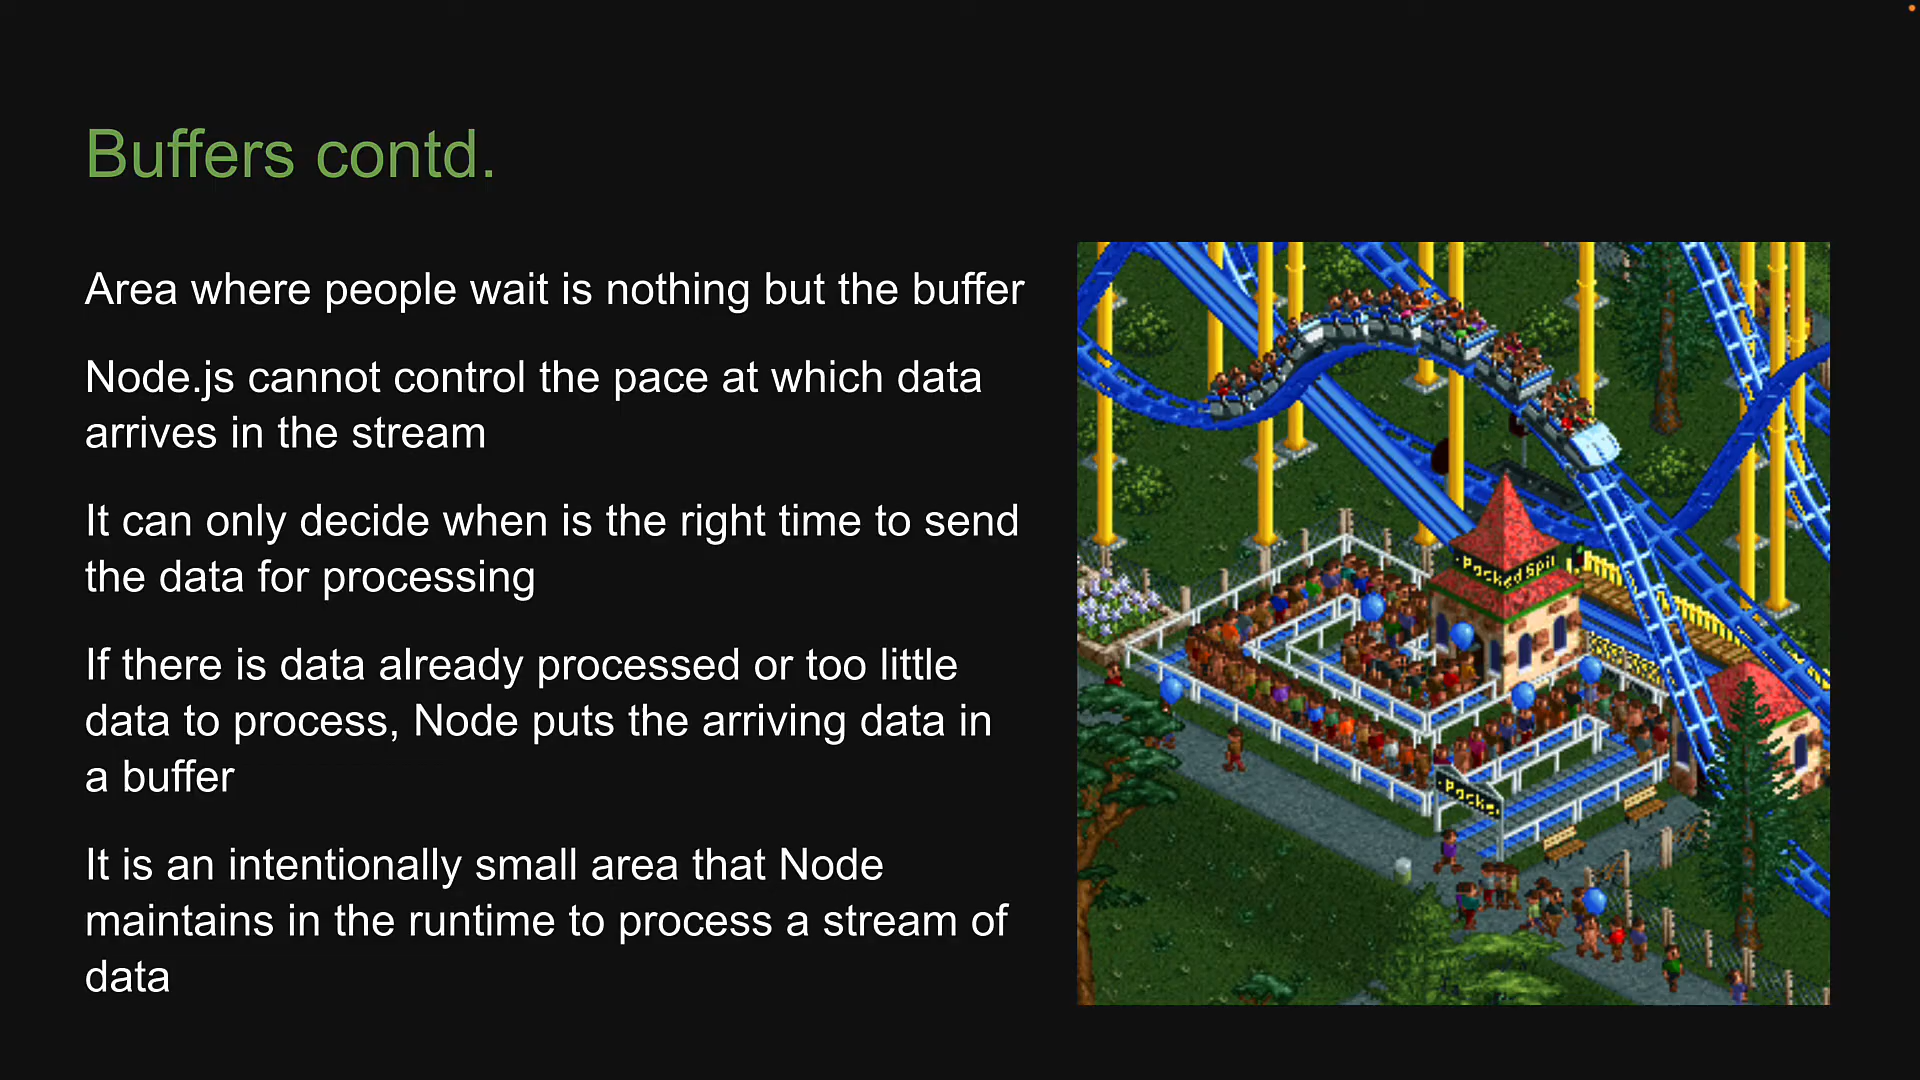 Buffers contd.
Area where people wait is nothing but the buffer
Node.js cannot control the pace at which data
arrives in the stream
It can only decide when is the right time to send
the data for processing
If there is data already processed or too little
data to process, Node puts the arriving data in
a buffer
It is an intentionally small area that Node
maintains in the runtime to process a stream of
data
Packed Spil
Packe